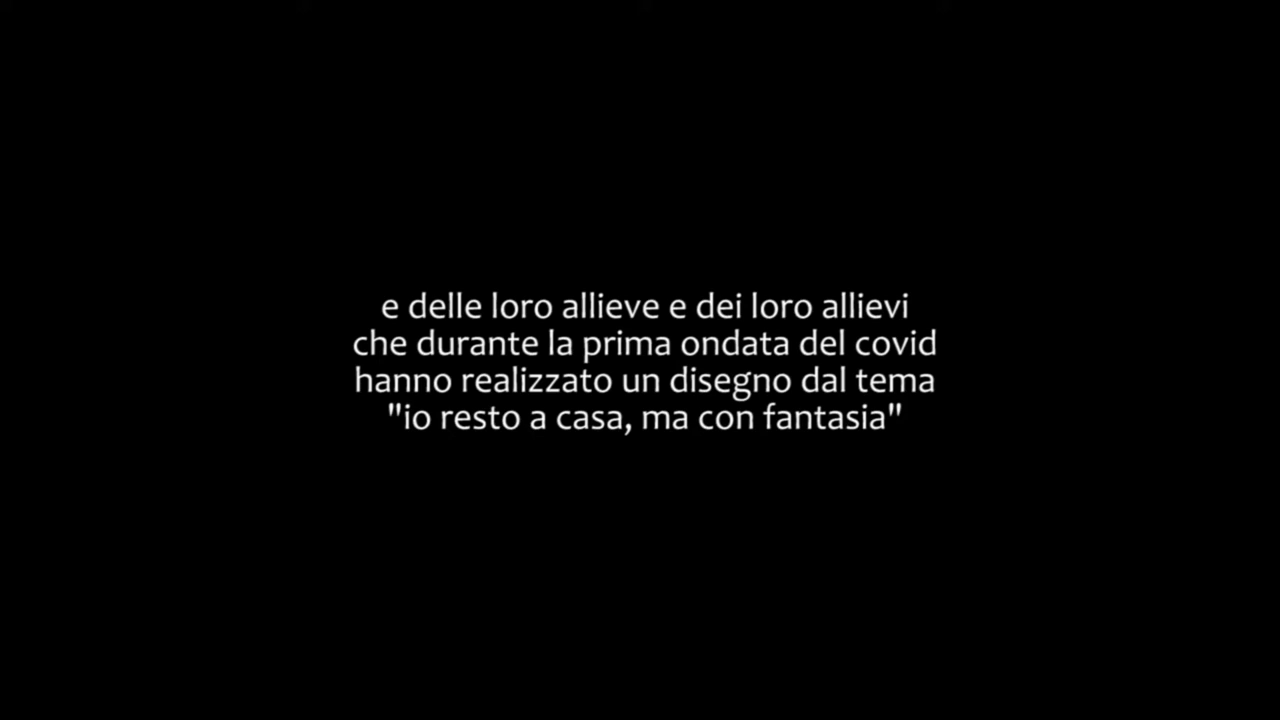 e delle loro allieve e dei loro allievi
che durante la prima ondata del covid
hanno realizzato un disegno dal tema
"io resto a casa, ma con fantasia"